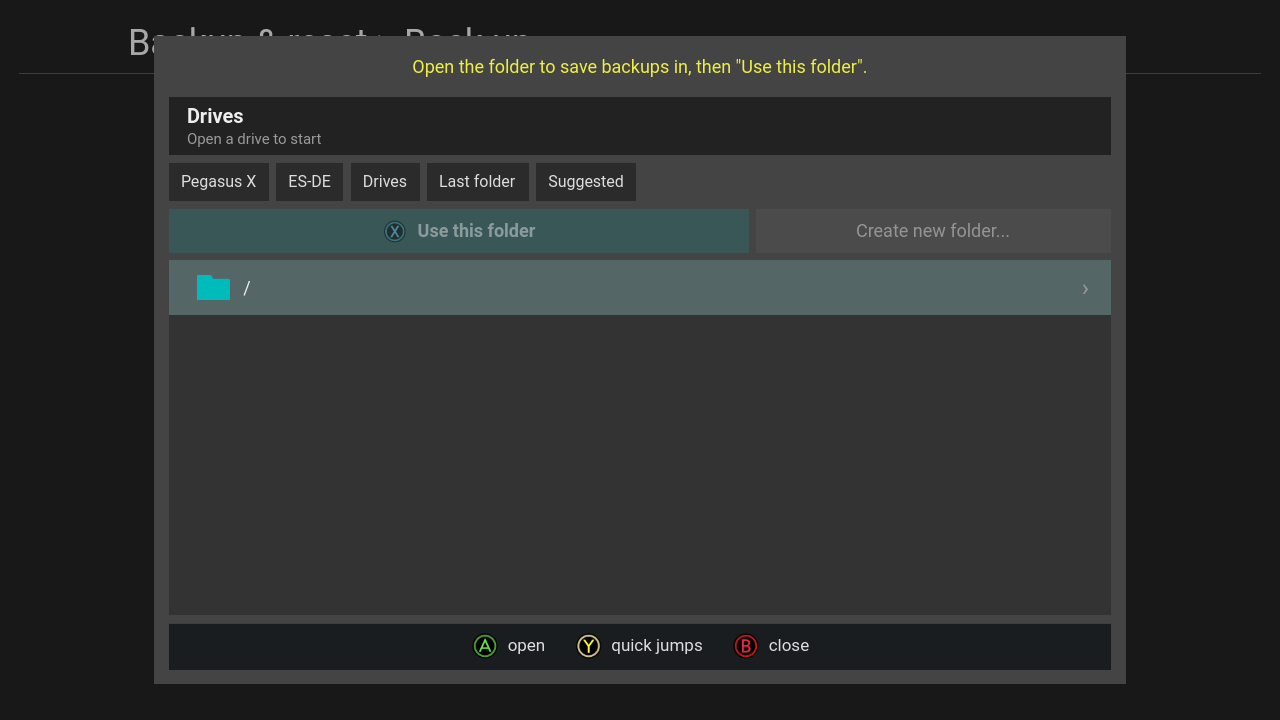 Open the folder to save backups in, then "Use this folder".
Drives
Open a drive to start
Pegasus X
ES-DE
Drives
Last folder
Suggested
X Use this folder
Create new folder...
/
A open
Y quick jumps
B close